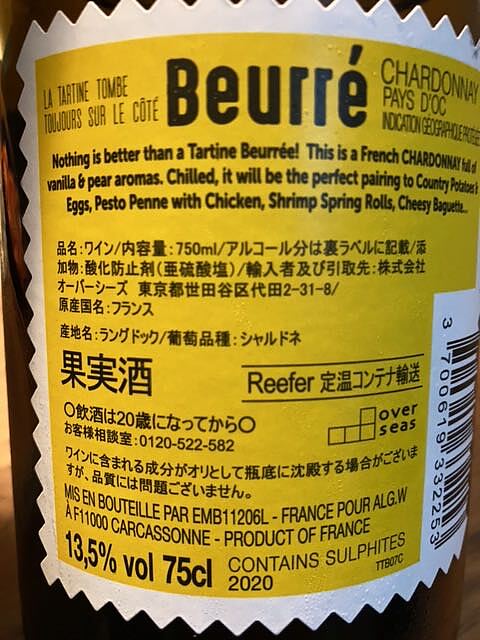 LA TARTINE TOMBE
TOUJOURS SUR LE CÔTÉ
Beurré
CHARDONNAY
PAYS D'OC
INDICATION GÉOGRAPHIQUE PROTÉGÉE
Nothing is better than a Tartine Beurrée! This is a French CHARDONNAY full of
vanilla & pear aromas. Chilled, it will be the perfect pairing to Country Potatoes &
Eggs, Pesto Penne with Chicken, Shrimp Spring Rolls, Cheesy Baguette...
品名:ワイン/内容量:750ml/アルコール分は裏ラベルに記載/添
加物:酸化防止剤(亜硫酸塩)/輸入者及び引取先:株式会社
オーバーシーズ 東京都世田谷区代田2-31-8/
原産国名:フランス
産地名:ラングドック/葡萄品種:シャルドネ
果実酒
Reefer 定温コンテナ輸送
〇飲酒は20歳になってから〇
お客様相談室:0120-522-582
over
seas
ワインに含まれる成分がオリとして瓶底に沈殿する場合がございま
すが、品質には問題ございません。
MIS EN BOUTEILLE PAR EMB11206L - FRANCE POUR ALG.W
À F11000 CARCASSONNE - PRODUCT OF FRANCE
13,5% vol 75cl
CONTAINS SULPHITES
2020
TTB07C
3 700619 332253